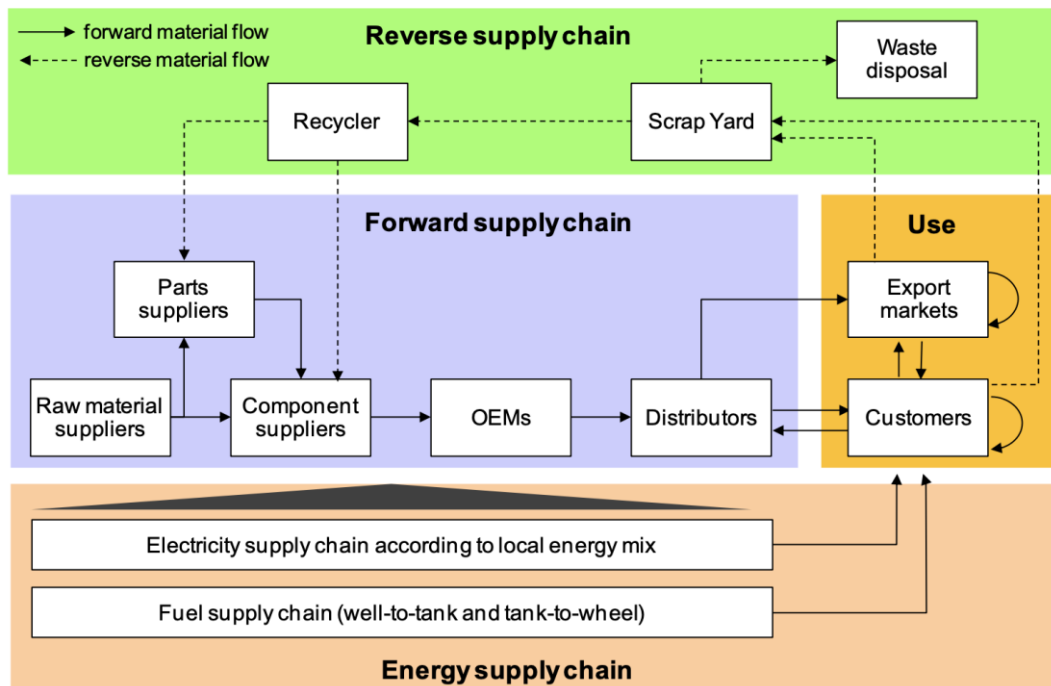 forward material flow
reverse material flow
Reverse supply chain
Waste
disposal
Recycler
Scrap Yard
Forward supply chain
Use
Parts
suppliers
Export
markets
Raw material
suppliers
Component
suppliers
OEMs
Distributors
Customers
Electricity supply chain according to local energy mix
Fuel supply chain (well-to-tank and tank-to-wheel)
Energy supply chain